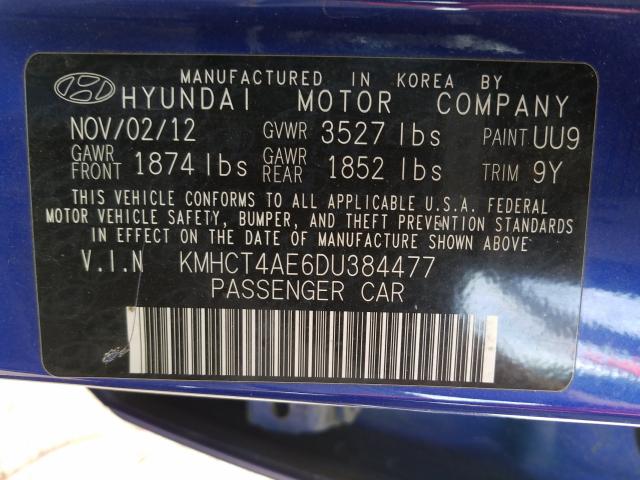 MANUFACTURED IN KOREA BY
HYUNDAI MOTOR COMPANY
NOV/02/12 GVWR 3527 lbs PAINT UU9
GAWR FRONT 1874 lbs GAWR REAR 1852 lbs TRIM 9Y
THIS VEHICLE CONFORMS TO ALL APPLICABLE U.S.A. FEDERAL
MOTOR VEHICLE SAFETY, BUMPER, AND THEFT PREVENTION STANDARDS
IN EFFECT ON THE DATE OF MANUFACTURE SHOWN ABOVE
V.I.N KMHCT4AE6DU384477
PASSENGER CAR